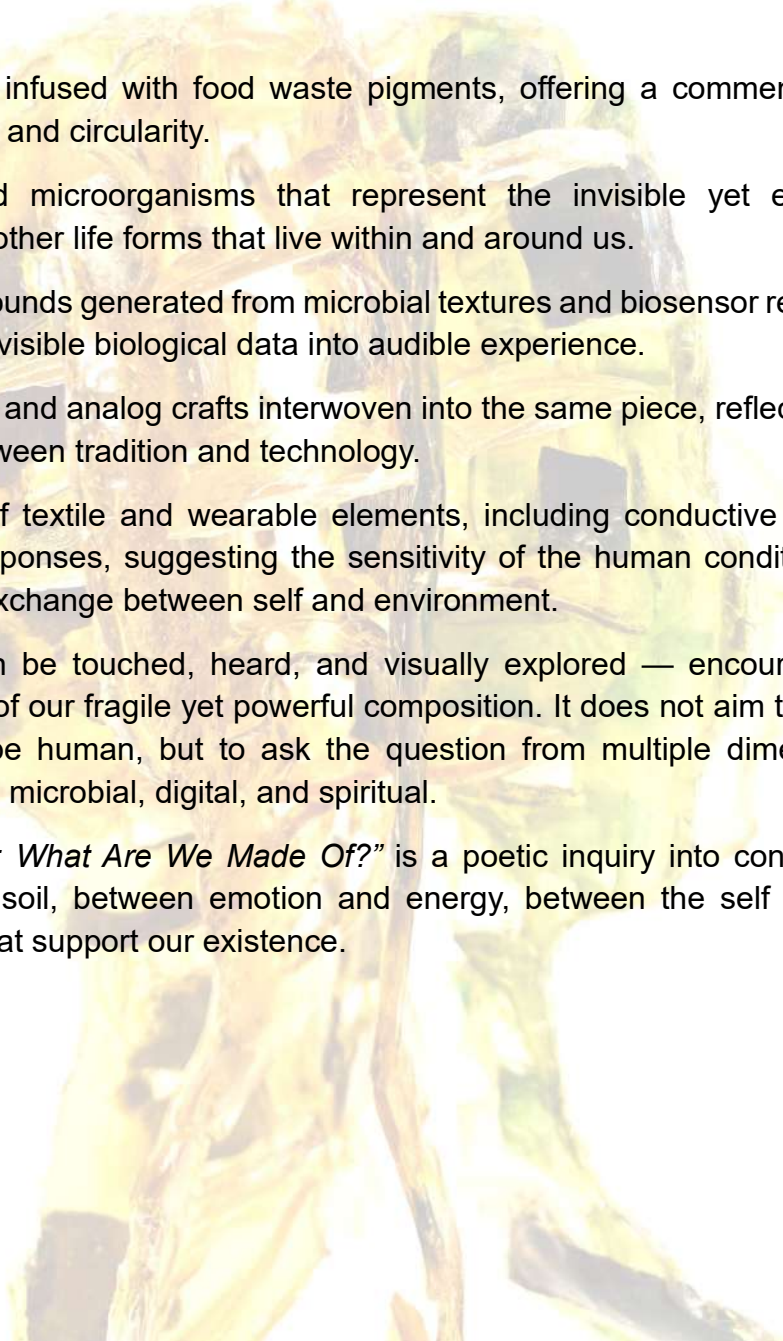 infused with food waste pigments, offering a commen
and circularity.
d microorganisms that represent the invisible yet e
other life forms that live within and around us.
ounds generated from microbial textures and biosensor re
visible biological data into audible experience.
and analog crafts interwoven into the same piece, reflec
ween tradition and technology.
f textile and wearable elements, including conductive
ponses, suggesting the sensitivity of the human condit
xchange between self and environment.
n be touched, heard, and visually explored — encour
of our fragile yet powerful composition. It does not aim t
be human, but to ask the question from multiple dime
microbial, digital, and spiritual.
What Are We Made Of?” is a poetic inquiry into con
soil, between emotion and energy, between the self
at support our existence.